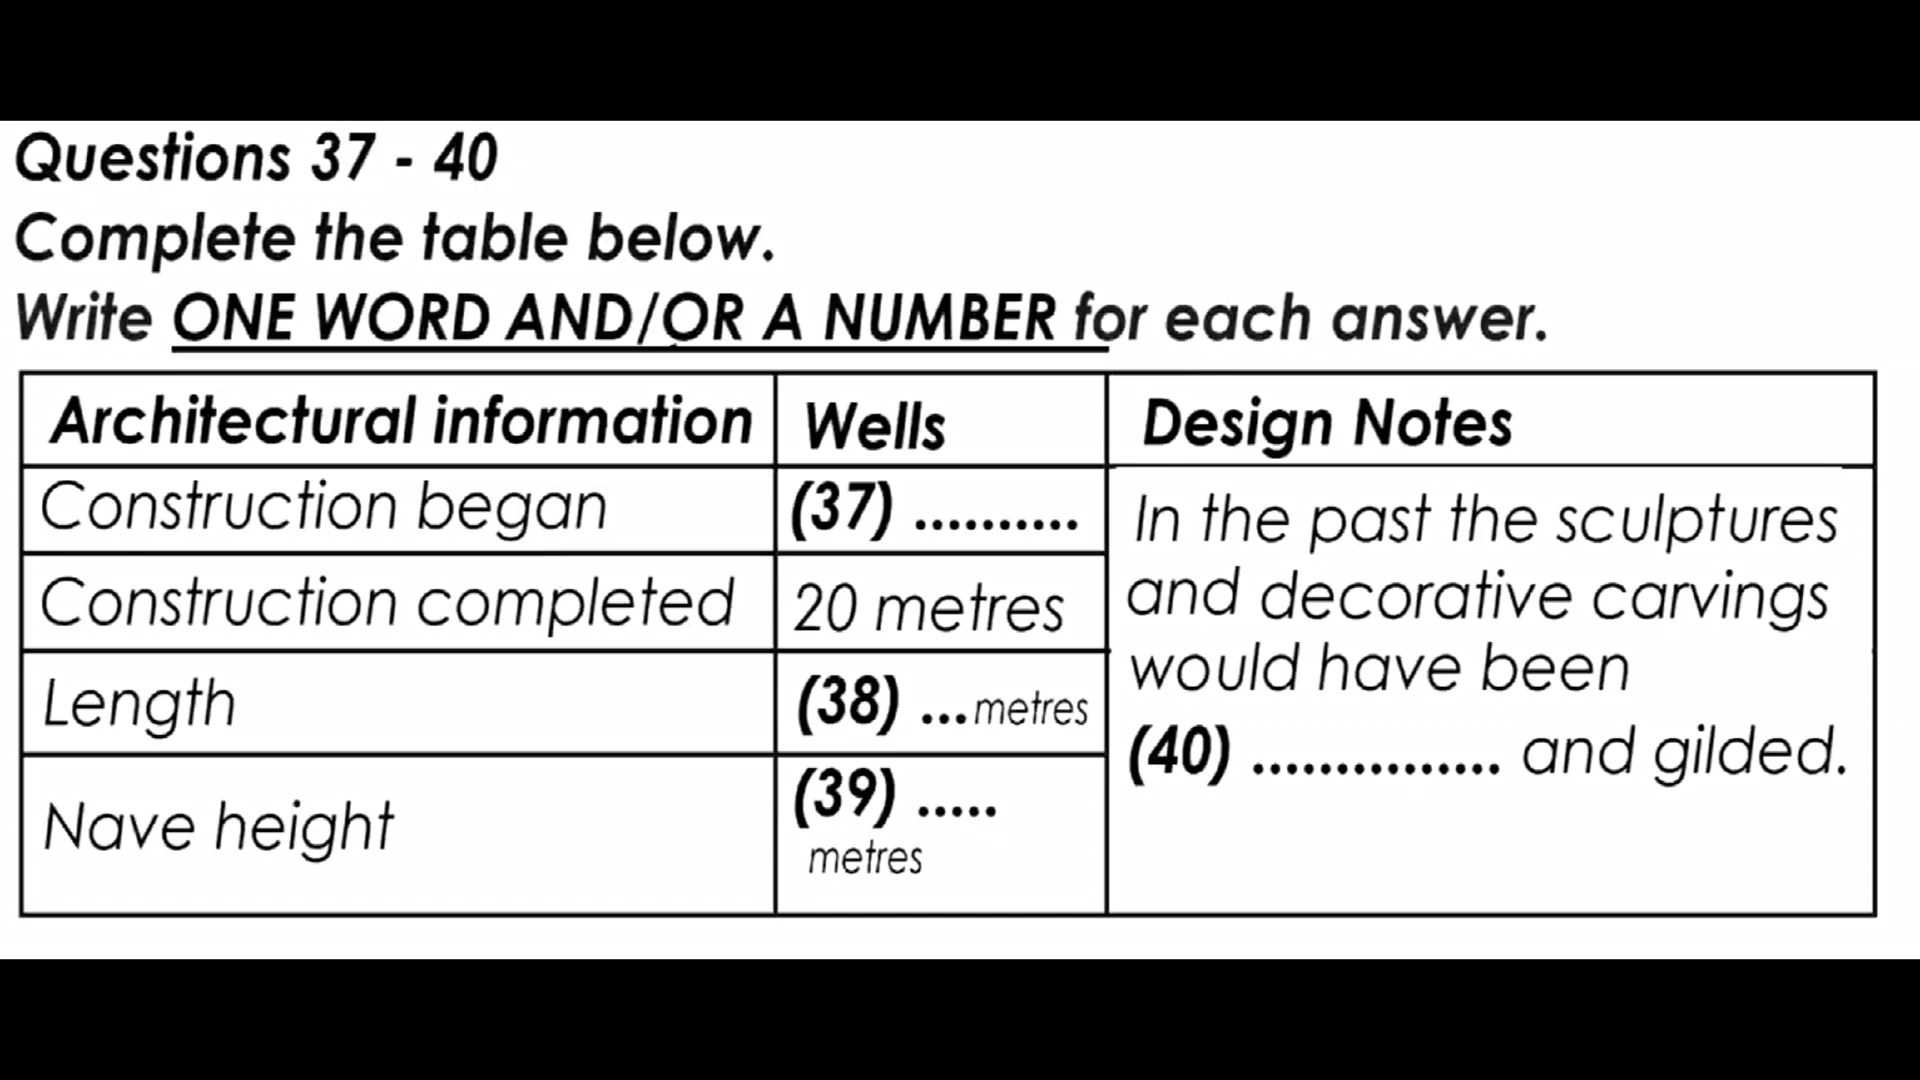 Questions 37 - 40
Complete the table below.
Write ONE WORD AND/OR A NUMBER for each answer.
Architectural information
Wells
Design Notes
Construction began
(37) ..........
Construction completed
20 metres
Length
(38) ... metres
Nave height
(39) .....
metres
In the past the sculptures
and decorative carvings
would have been
(40) ............... and gilded.